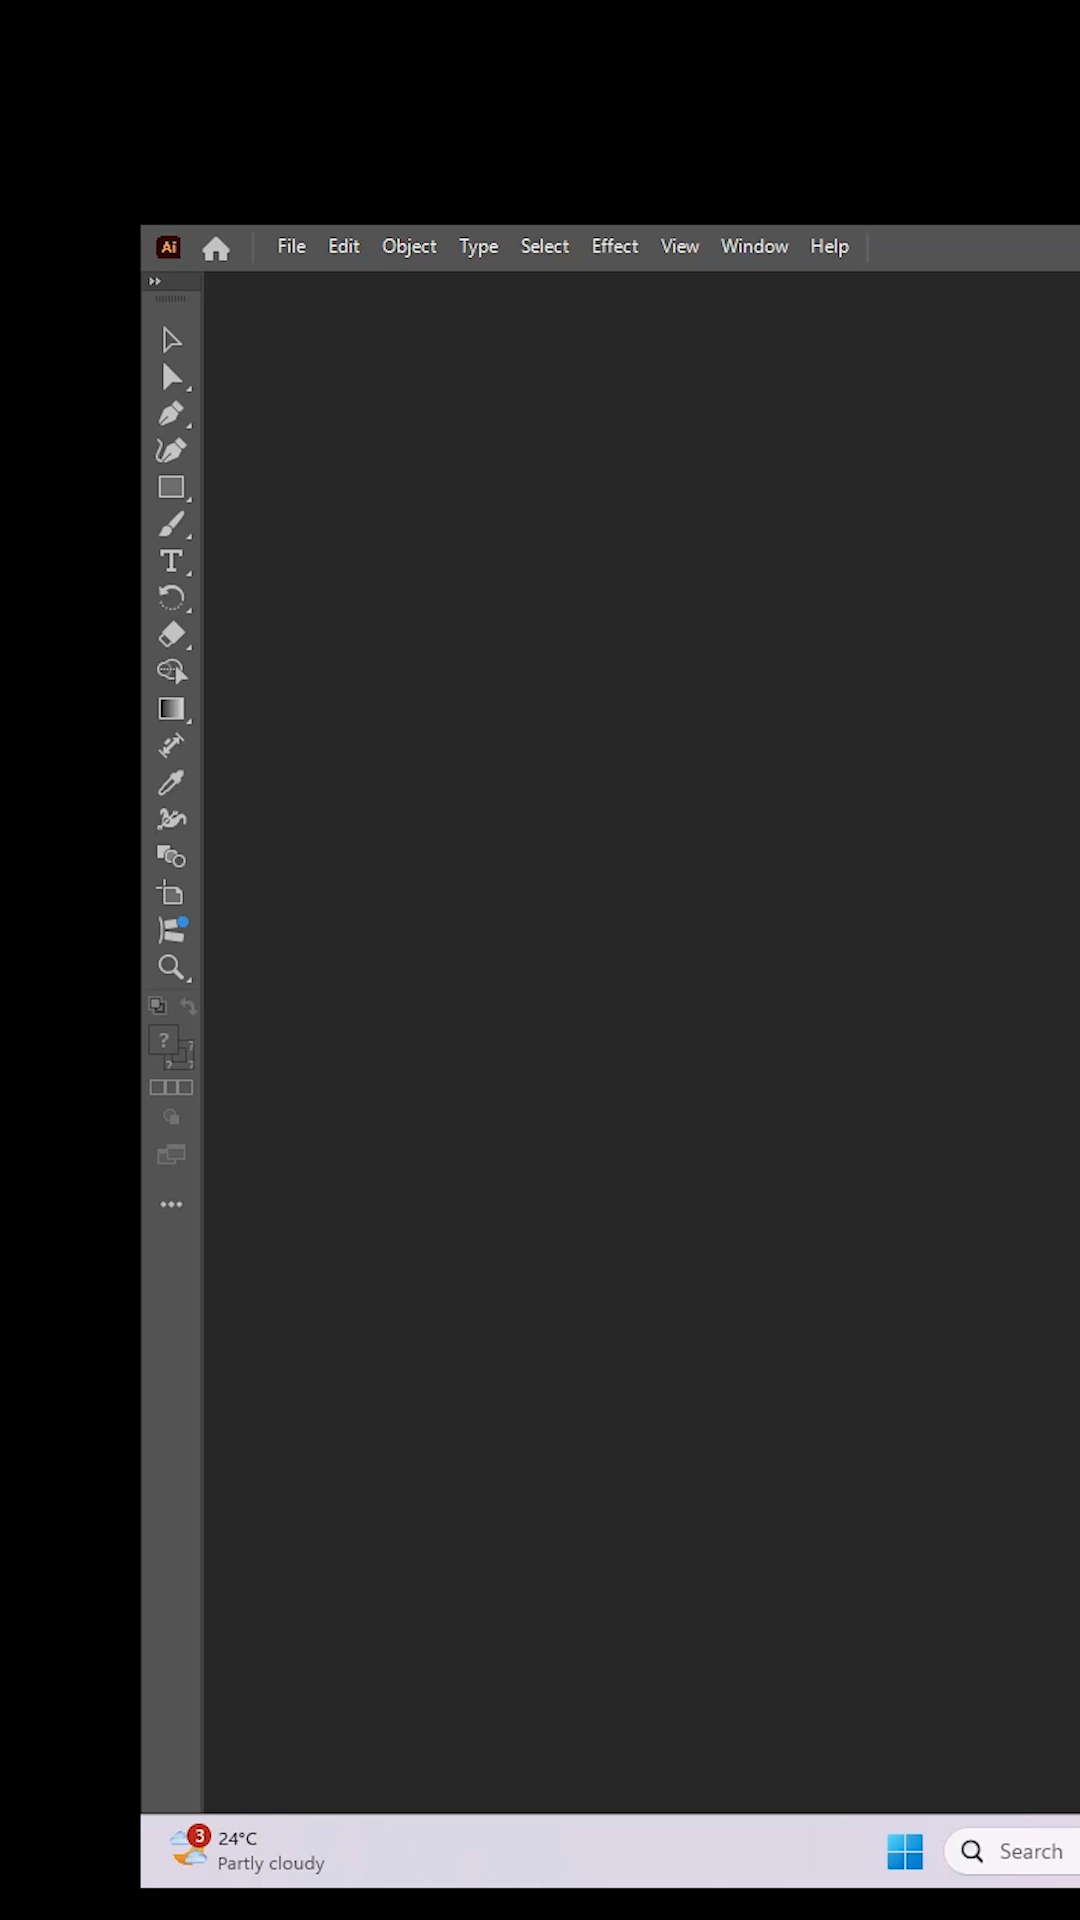 Ai File Edit Object Type Select Effect View Window Help
T
?
3 24°C
Partly cloudy
Search